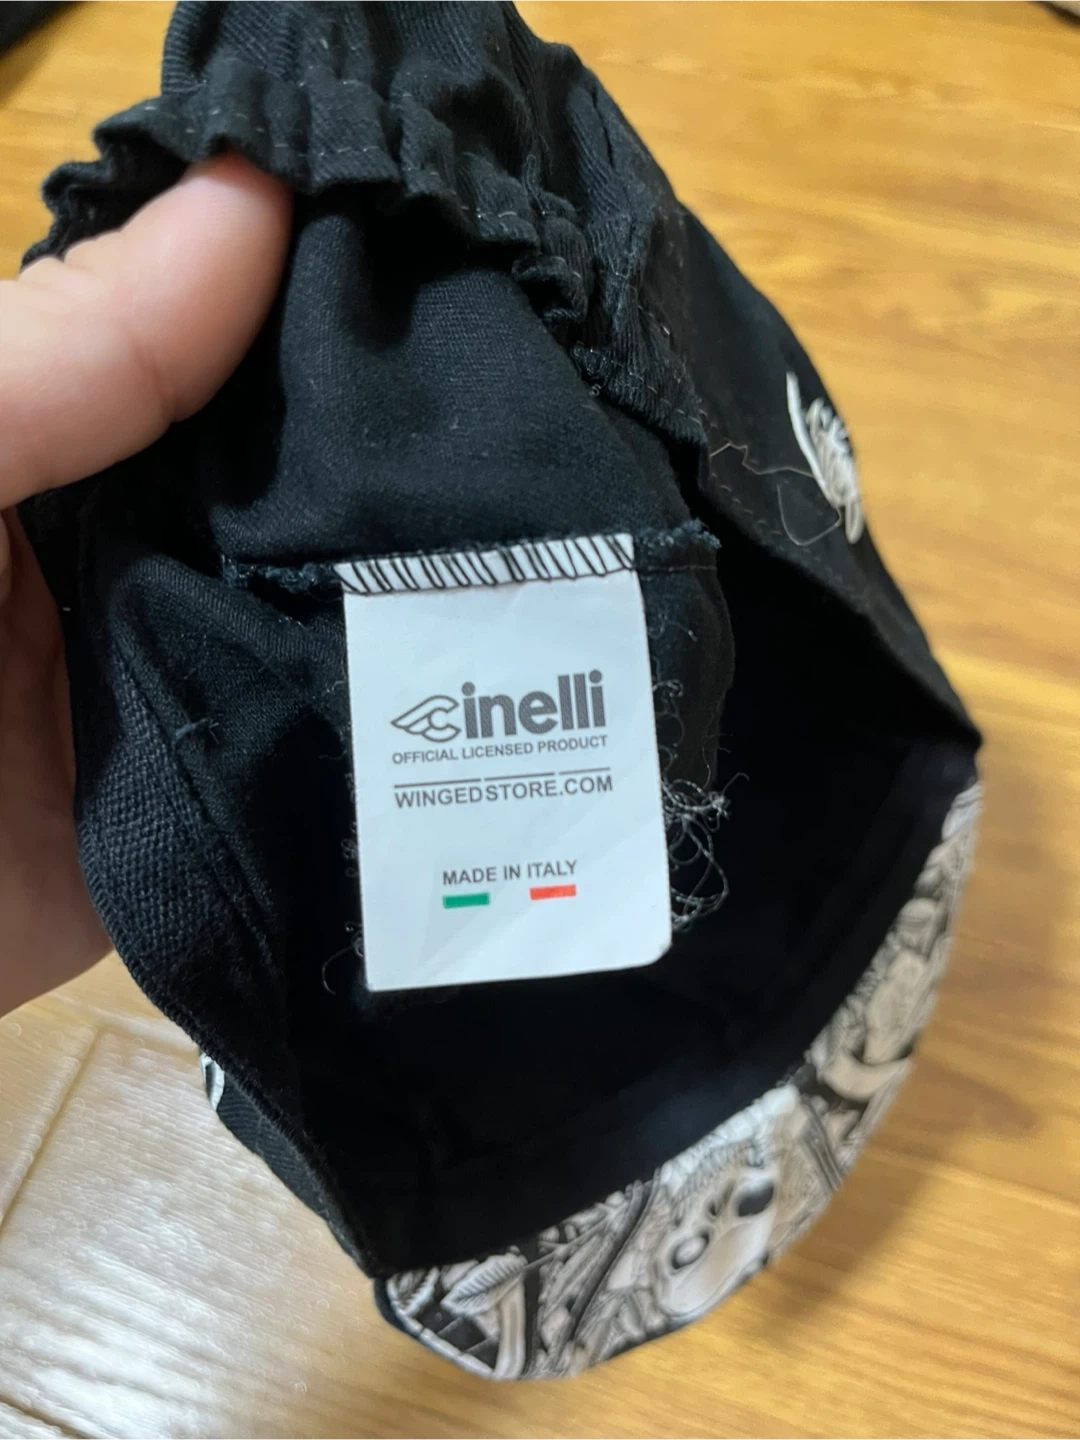 cinelli
OFFICIAL LICENSED PRODUCT
WINGEDSTORE.COM
MADE IN ITALY